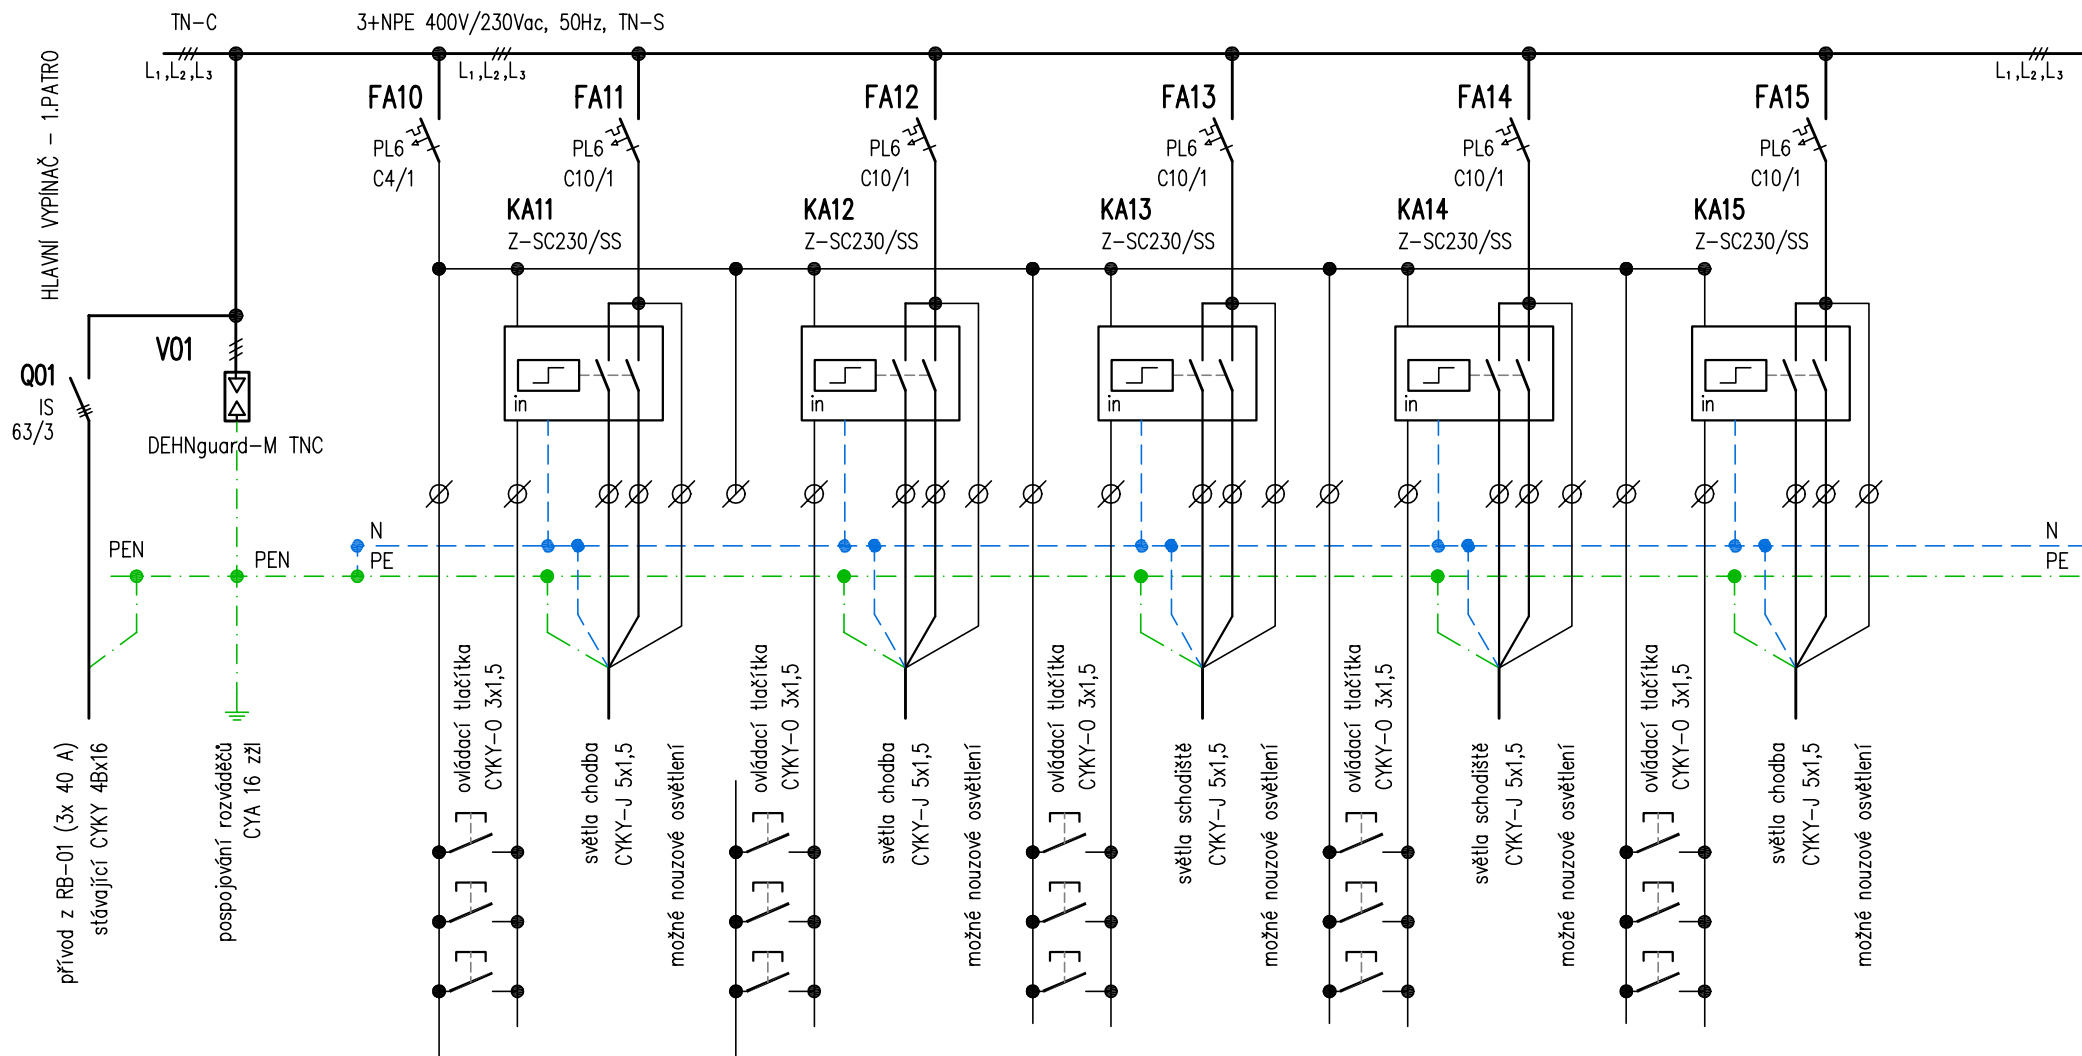 TN-C
3+NPE 400V/230Vac, 50Hz, TN-S
L1,L2,L3
L1,L2,L3
L1,L2,L3
HLAVNÍ VYPÍNAČ - 1.PATRO
FA10
PL6
C4/1
FA11
PL6
C10/1
FA12
PL6
C10/1
FA13
PL6
C10/1
FA14
PL6
C10/1
FA15
PL6
C10/1
KA11
Z-SC230/SS
KA12
Z-SC230/SS
KA13
Z-SC230/SS
KA14
Z-SC230/SS
KA15
Z-SC230/SS
V01
Q01
IS
63/3
DEHNguard-M TNC
in
in
in
in
in
PEN
PEN
N
PE
N
PE
přívod z RB-01 (3x 40 A)
stávající CYKY 4Bx16
pospojování rozváděčů
CYA 16 zžl
ovládací tlačítka
CYKY-O 3x1,5
světla chodba
CYKY-J 5x1,5
možné nouzové osvětlení
ovládací tlačítka
CYKY-O 3x1,5
světla chodba
CYKY-J 5x1,5
možné nouzové osvětlení
ovládací tlačítka
CYKY-O 3x1,5
světla schodiště
CYKY-J 5x1,5
možné nouzové osvětlení
ovládací tlačítka
CYKY-O 3x1,5
světla schodiště
CYKY-J 5x1,5
možné nouzové osvětlení
ovládací tlačítka
CYKY-O 3x1,5
světla chodba
CYKY-J 5x1,5
možné nouzové osvětlení